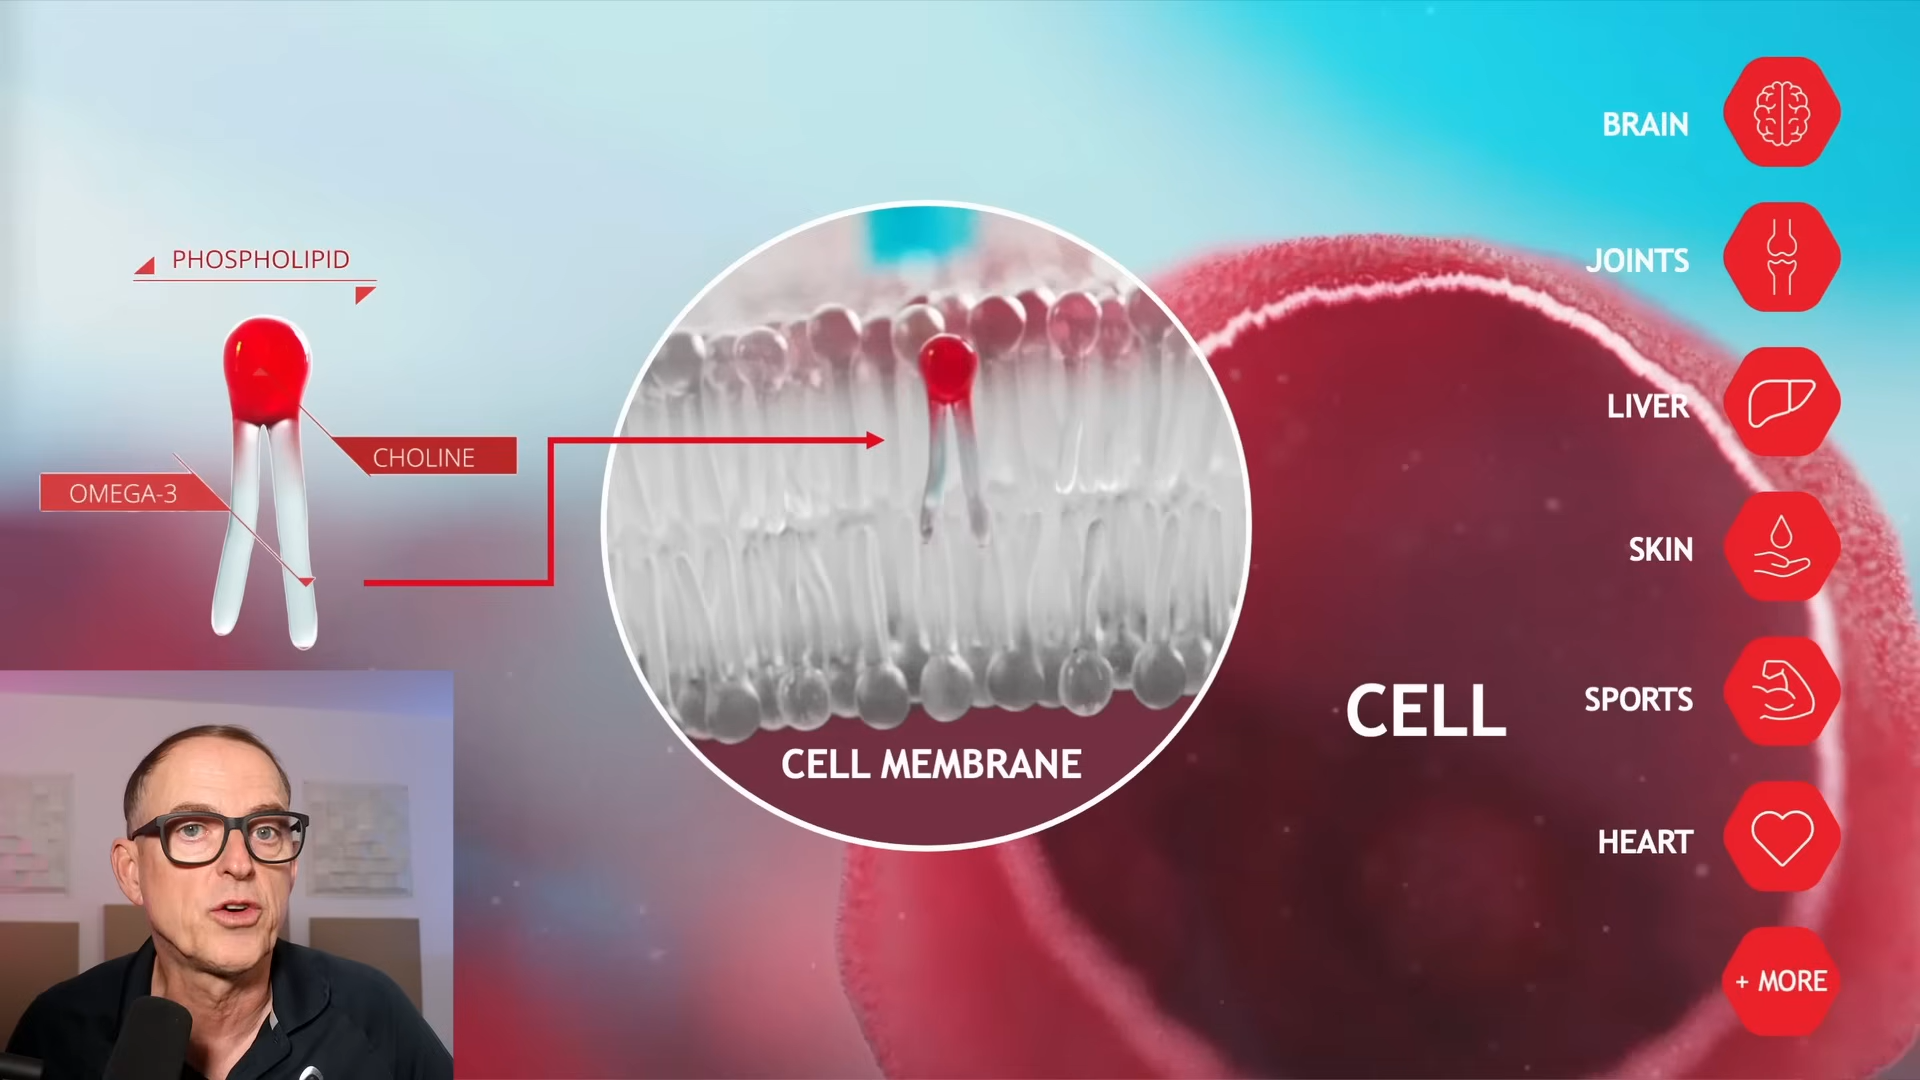 PHOSPHOLIPID
CHOLINE
OMEGA-3
CELL MEMBRANE
CELL
BRAIN
JOINTS
LIVER
SKIN
SPORTS
HEART
+ MORE